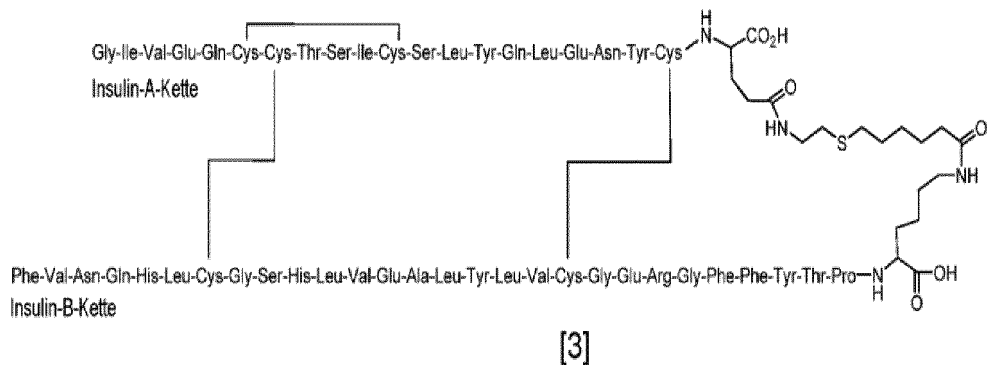 Gly-Ile-Val-Glu-Gln-Cys-Cys-Thr-Ser-Ile-Cys-Ser-Leu-Tyr-Gln-Leu-Glu-Asn-Tyr-Cys
N
H
CO₂H
Insulin-A-Kette
O
HN
S
O
NH
Phe-Val-Asn-Gln-His-Leu-Cys-Gly-Ser-His-Leu-Val-Glu-Ala-Leu-Tyr-Leu-Val-Cys-Gly-Glu-Arg-Gly-Phe-Phe-Tyr-Thr-Pro
N
H
OH
O
Insulin-B-Kette
[3]